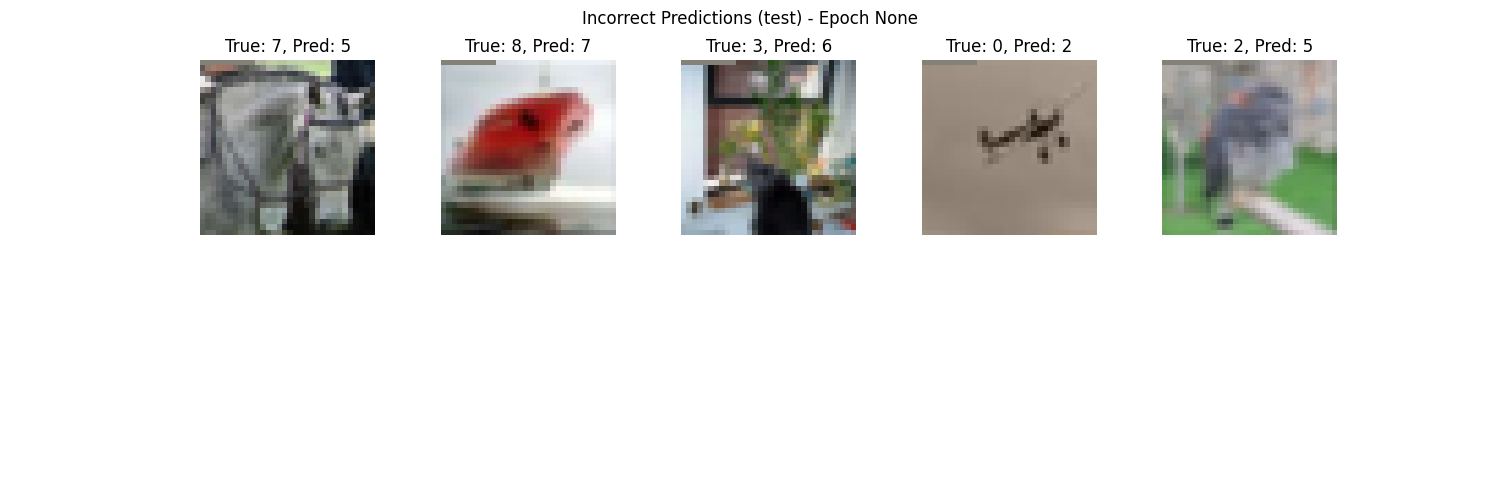 Incorrect Predictions (test) - Epoch None
True: 7, Pred: 5
True: 8, Pred: 7
True: 3, Pred: 6
True: 0, Pred: 2
True: 2, Pred: 5